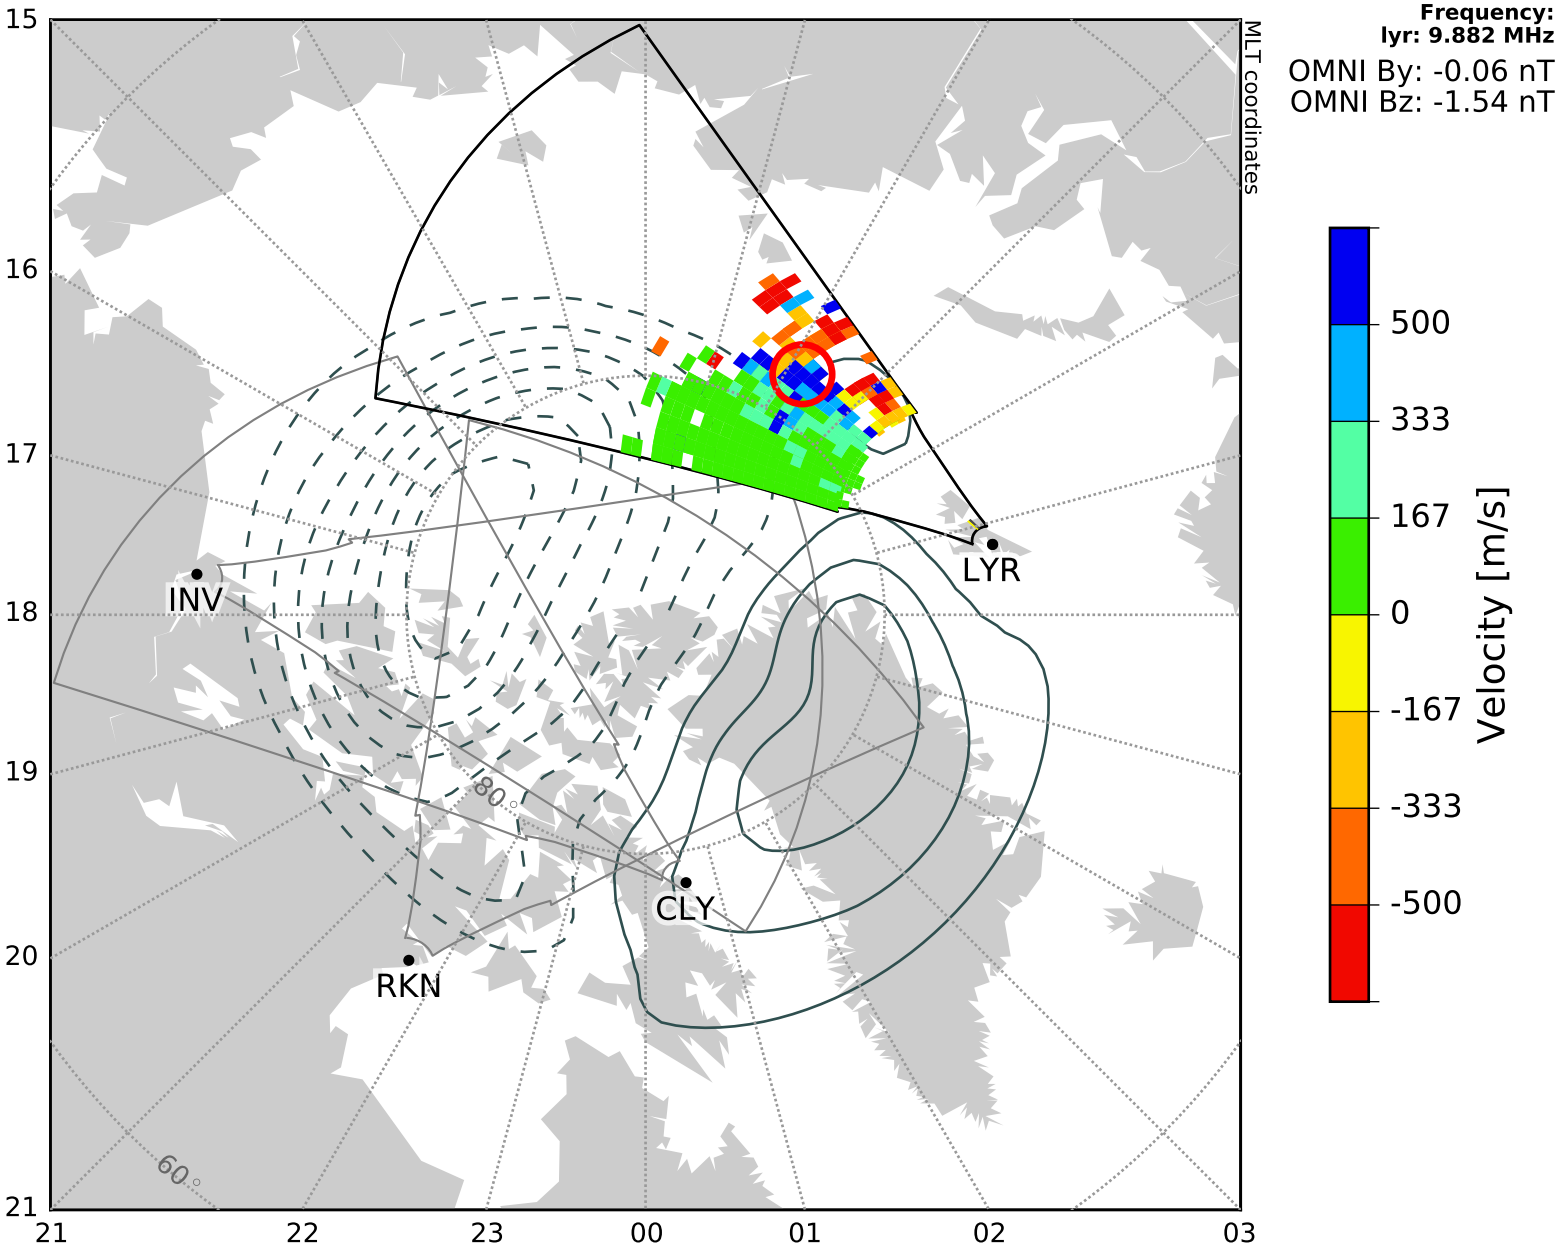 Frequency:
lyr: 9.882 MHz
OMNI By: -0.06 nT
OMNI Bz: -1.54 nT
MLT coordinates
15
16
17
18
19
20
21
21
22
23
00
01
02
03
INV
LYR
CLY
RKN
80°
60°
500
333
167
0
-167
-333
-500
Velocity [m/s]